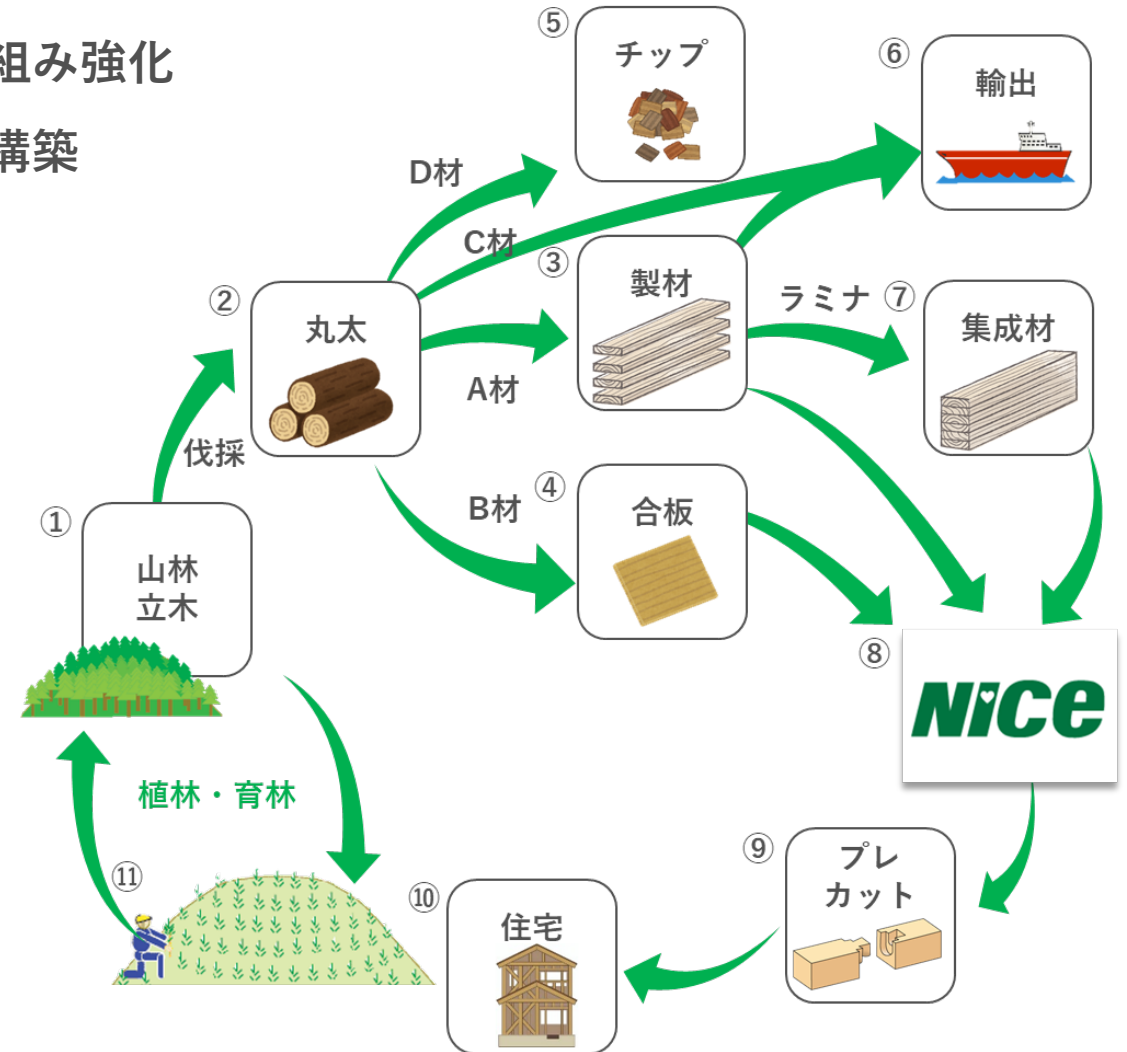 組み強化
構築
⑤
チップ
⑥
輸出
D材
C材
③
製材
ラミナ
⑦
集成材
②
丸太
A材
伐採
B材
④
合板
①
山林
立木
⑧
NiCe
植林・育林
⑪
⑨
プレ
カット
⑩
住宅